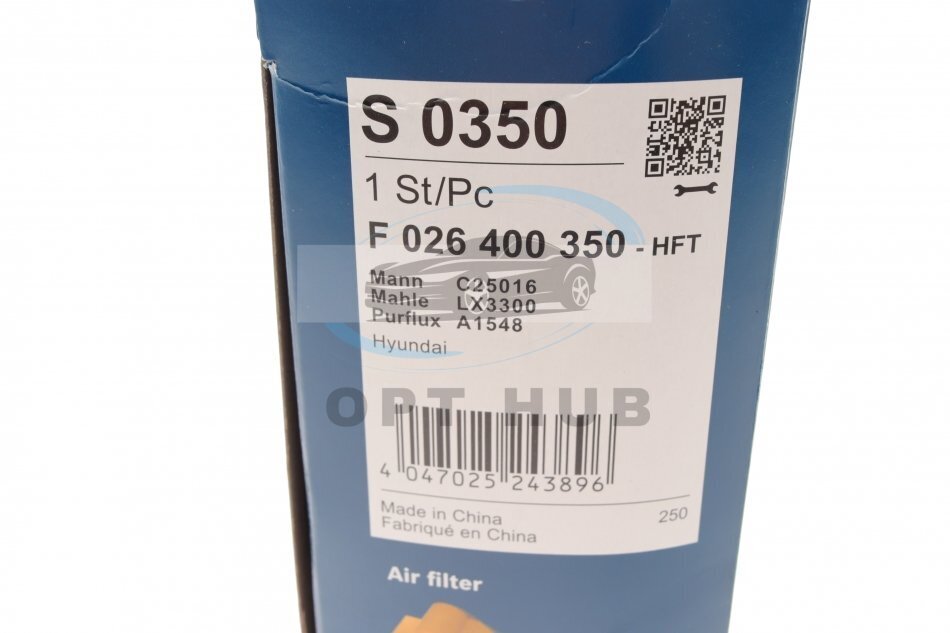 S 0350
1 St/Pc
F 026 400 350 - HFT
Mann C25016
Mahle LX3300
Purflux A1548
Hyundai
OPT HUB
4 047025 243896
Made in China
Fabriqué en China
250
Air filter